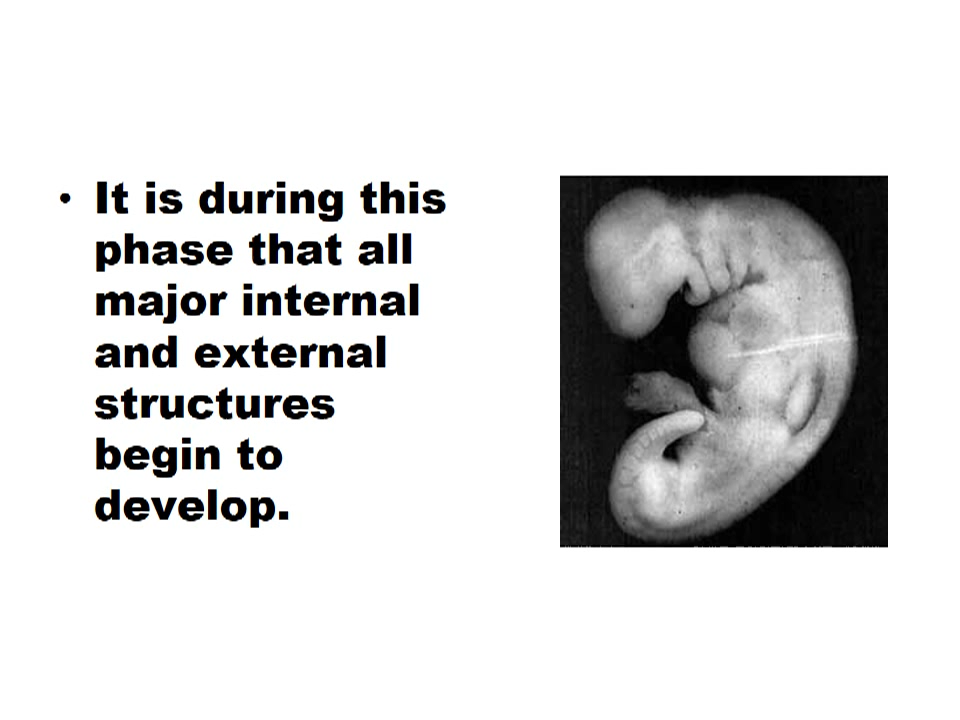 • It is during this
phase that all
major internal
and external
structures
begin to
develop.